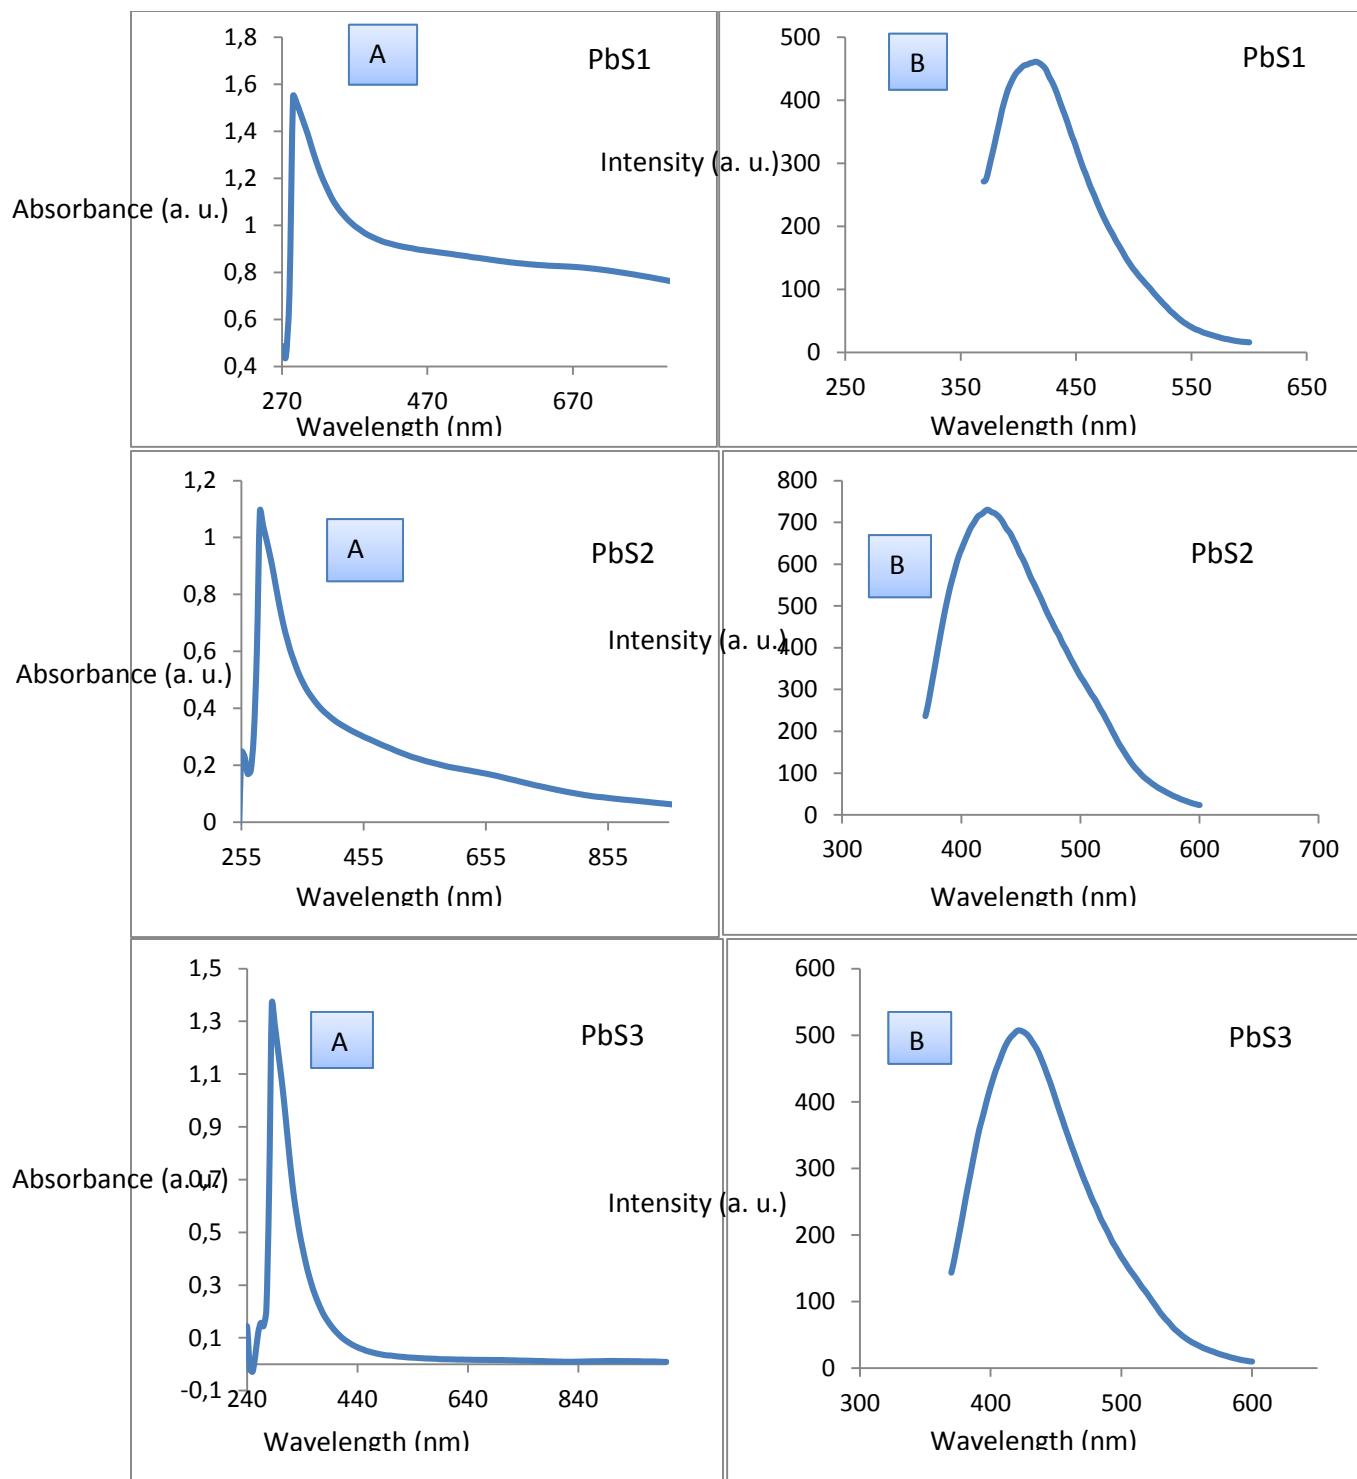 A
PbS1
1,8
1,6
1,4
1,2
1
0,8
0,6
0,4
Absorbance (a. u.)
270 470 670
Wavelength (nm)
B
PbS1
500
400
300
200
100
0
Intensity (a. u.)
250 350 450 550 650
Wavelength (nm)
A
PbS2
1,2
1
0,8
0,6
0,4
0,2
0
Absorbance (a. u.)
255 455 655 855
Wavelength (nm)
B
PbS2
800
700
600
500
400
300
200
100
0
Intensity (a. u.)
300 400 500 600 700
Wavelength (nm)
A
PbS3
1,5
1,3
1,1
0,9
0,7
0,5
0,3
0,1
-0,1
Absorbance (a. u.)
240 440 640 840
Wavelength (nm)
B
PbS3
600
500
400
300
200
100
0
Intensity (a. u.)
300 400 500 600
Wavelength (nm)